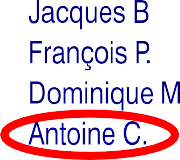 Jacques B
François P.
Dominique M
Antoine C.